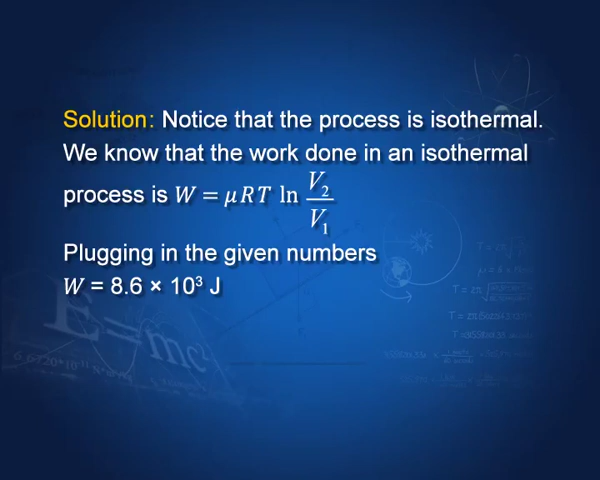 Solution: Notice that the process is isothermal.
We know that the work done in an isothermal
process is W = μRT ln V₂/V₁
Plugging in the given numbers
W = 8.6 × 10³ J
E=mc²